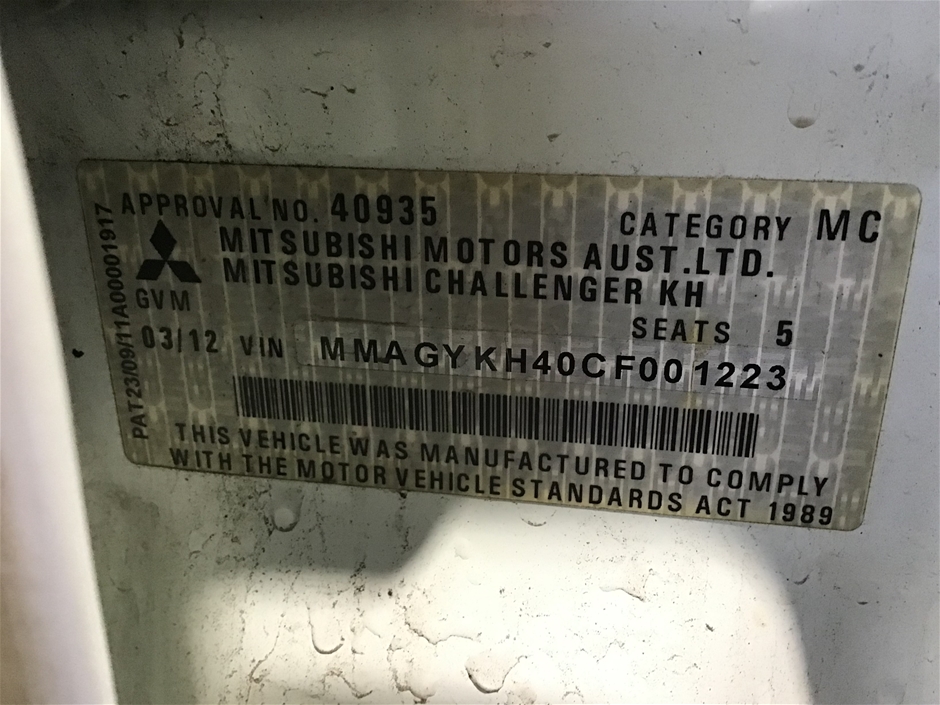 APPROVAL NO. 40935 CATEGORY MC
MITSUBISHI MOTORS AUST.LTD.
MITSUBISHI CHALLENGER KH
GVM
SEATS 5
03/12 VIN MMAGYKH40CF001223
THIS VEHICLE WAS MANUFACTURED TO COMPLY
WITH THE MOTOR VEHICLE STANDARDS ACT 1989
PAT23/09/11A00001917